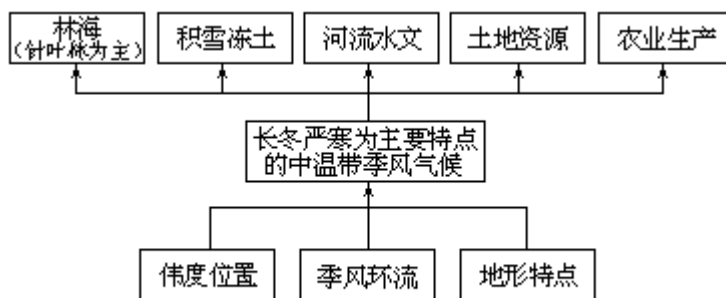 林海
(针叶林为主)
积雪冻土
河流水文
土地资源
农业生产
长冬严寒为主要特点
的中温带季风气候
纬度位置
季风环流
地形特点